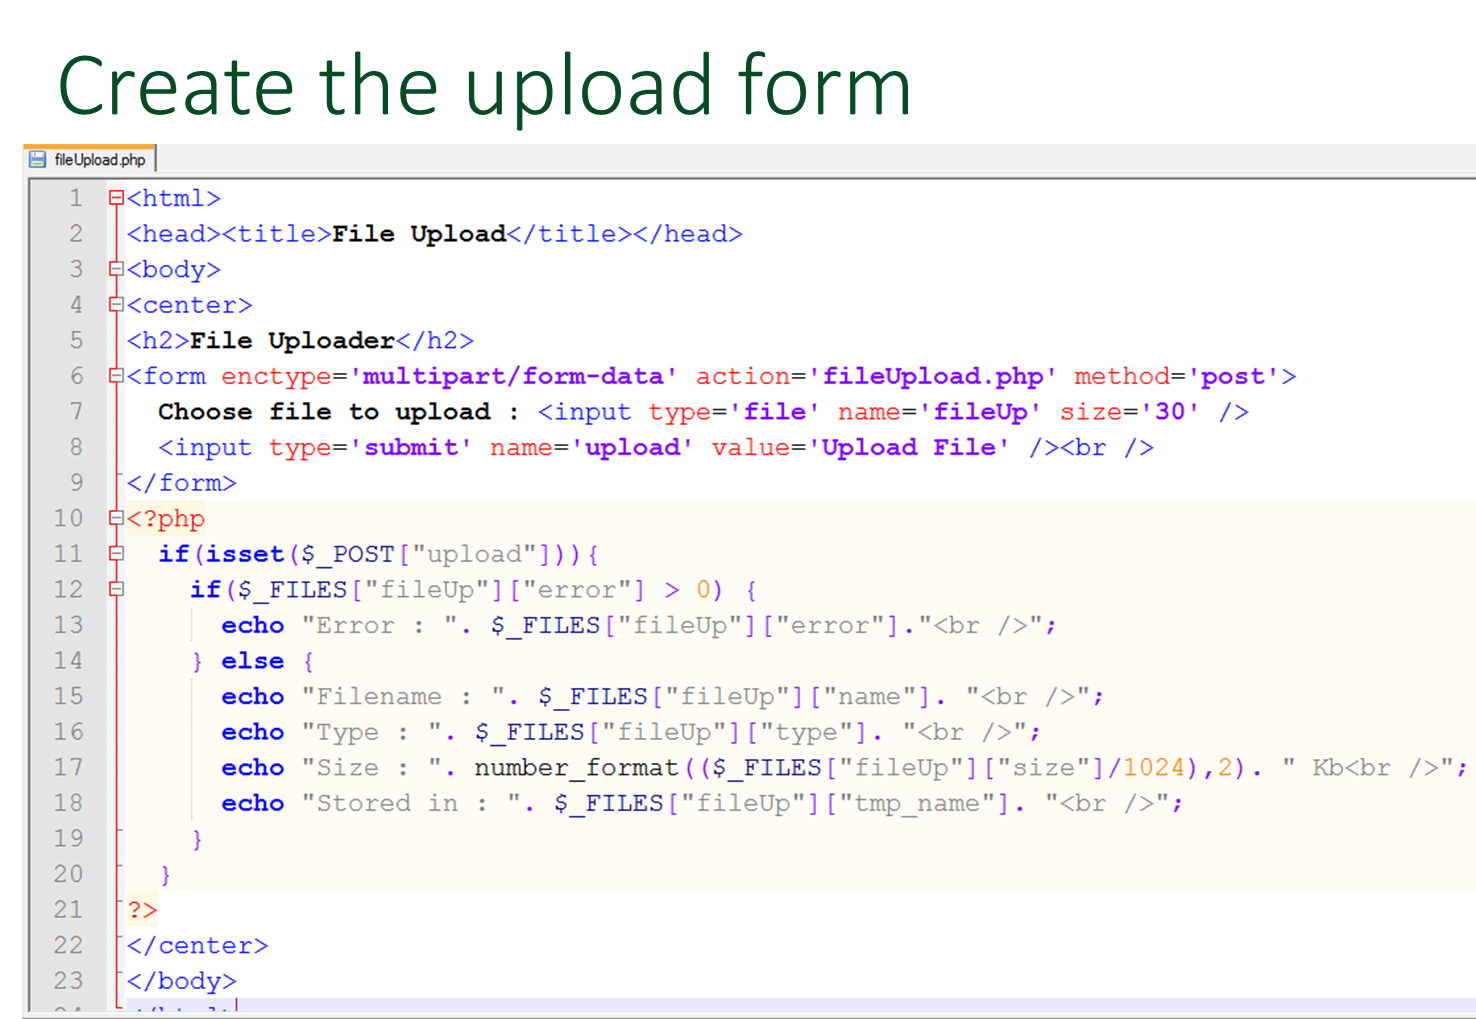 Create the upload form
fileUpload.php
1 <html>
2 <head><title>File Upload</title></head>
3 <body>
4 <center>
5 <h2>File Uploader</h2>
6 <form enctype='multipart/form-data' action='fileUpload.php' method='post'>
7 Choose file to upload : <input type='file' name='fileUp' size='30' />
8 <input type='submit' name='upload' value='Upload File' /><br />
9 </form>
10 <?php
11 if(isset($_POST["upload"])){
12 if($_FILES["fileUp"]["error"] > 0) {
13 echo "Error : ". $_FILES["fileUp"]["error"]."<br />";
14 } else {
15 echo "Filename : ". $_FILES["fileUp"]["name"]. "<br />";
16 echo "Type : ". $_FILES["fileUp"]["type"]. "<br />";
17 echo "Size : ". number_format(($_FILES["fileUp"]["size"]/1024),2). " Kb<br />";
18 echo "Stored in : ". $_FILES["fileUp"]["tmp_name"]. "<br />";
19 }
20 }
21 ?>
22 </center>
23 </body>